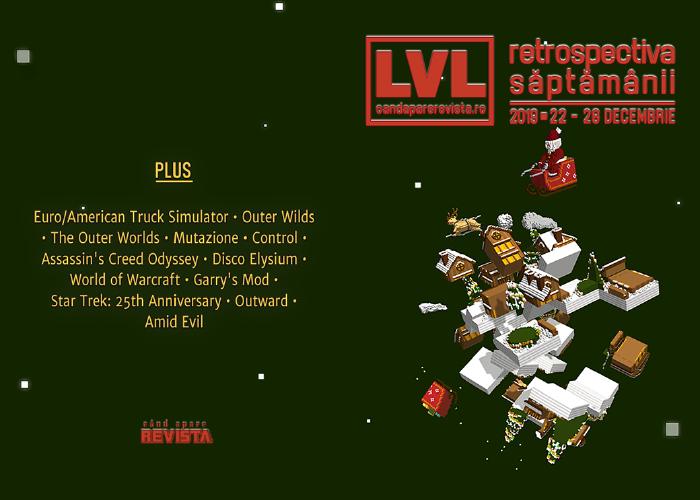 LVL
candaparerevista.ro
retrospectiva
săptămânii
2019 - 22 - 28 DECEMBRIE
PLUS
Euro/American Truck Simulator • Outer Wilds
• The Outer Worlds • Mutazione • Control •
Assassin's Creed Odyssey • Disco Elysium •
World of Warcraft • Garry's Mod •
Star Trek: 25th Anniversary • Outward •
Amid Evil
când apare
REVISTA